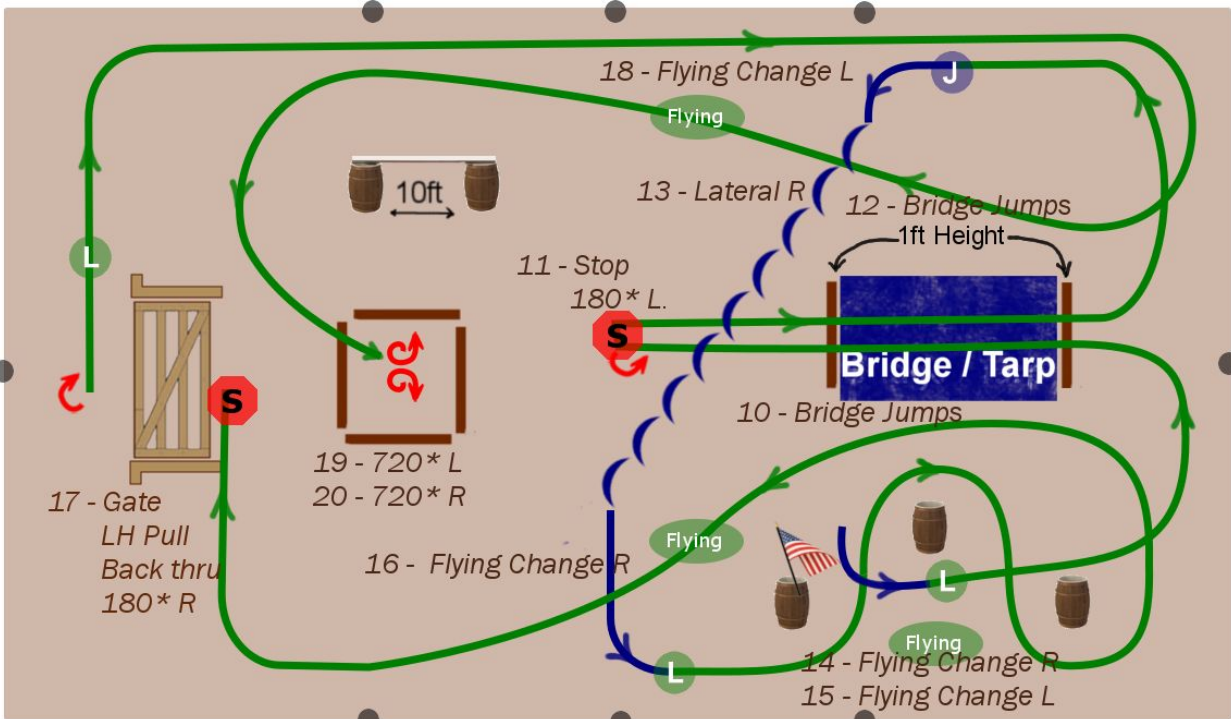 18 - Flying Change L
J
Flying
10ft
13 - Lateral R
12 - Bridge Jumps
1ft Height
L
11 - Stop
180* L.
S
Bridge / Tarp
S
10 - Bridge Jumps
19 - 720* L
20 - 720* R
17 - Gate
LH Pull
Back thru
180* R
Flying
16 - Flying Change R
L
Flying
L
14 - Flying Change R
15 - Flying Change L